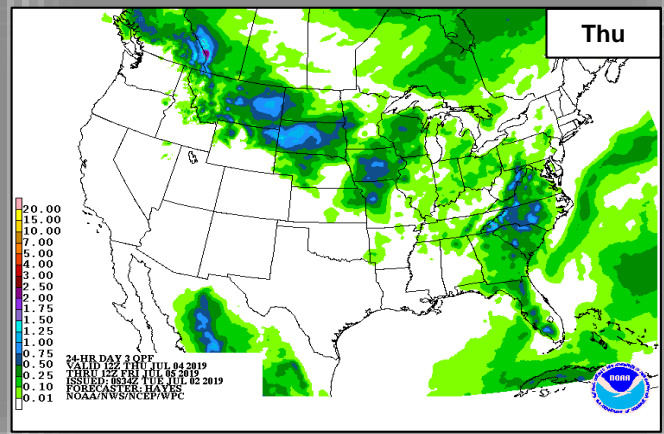 Thu
20.00
15.00
10.00
7.00
5.00
4.00
3.00
2.50
2.00
1.75
1.50
1.25
1.00
0.75
0.50
0.25
0.10
0.01
24-HR DAY 3 QPF
VALID 12Z THU JUL 04 2019
THRU 12Z FRI JUL 05 2019
ISSUED: 0834Z TUE JUL 02 2019
FORECASTER: HAYES
NOAA/NWS/NCEP/WPC
NOAA